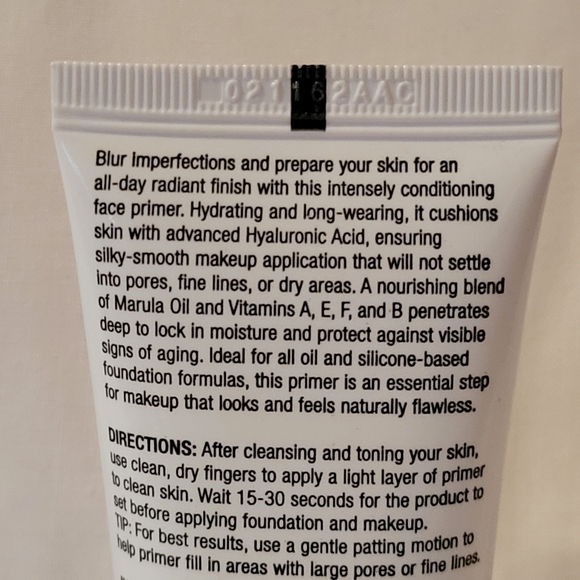 021162AAC
Blur imperfections and prepare your skin for an
all-day radiant finish with this intensely conditioning
face primer. Hydrating and long-wearing, it cushions
skin with advanced Hyaluronic Acid, ensuring
silky-smooth makeup application that will not settle
into pores, fine lines, or dry areas. A nourishing blend
of Marula Oil and Vitamins A, E, F, and B penetrates
deep to lock in moisture and protect against visible
signs of aging. Ideal for all oil and silicone-based
foundation formulas, this primer is an essential step
for makeup that looks and feels naturally flawless.
DIRECTIONS: After cleansing and toning your skin,
use clean, dry fingers to apply a light layer of primer
to clean skin. Wait 15-30 seconds for the product to
set before applying foundation and makeup.
TIP: For best results, use a gentle patting motion to
help primer fill in areas with large pores or fine lines.